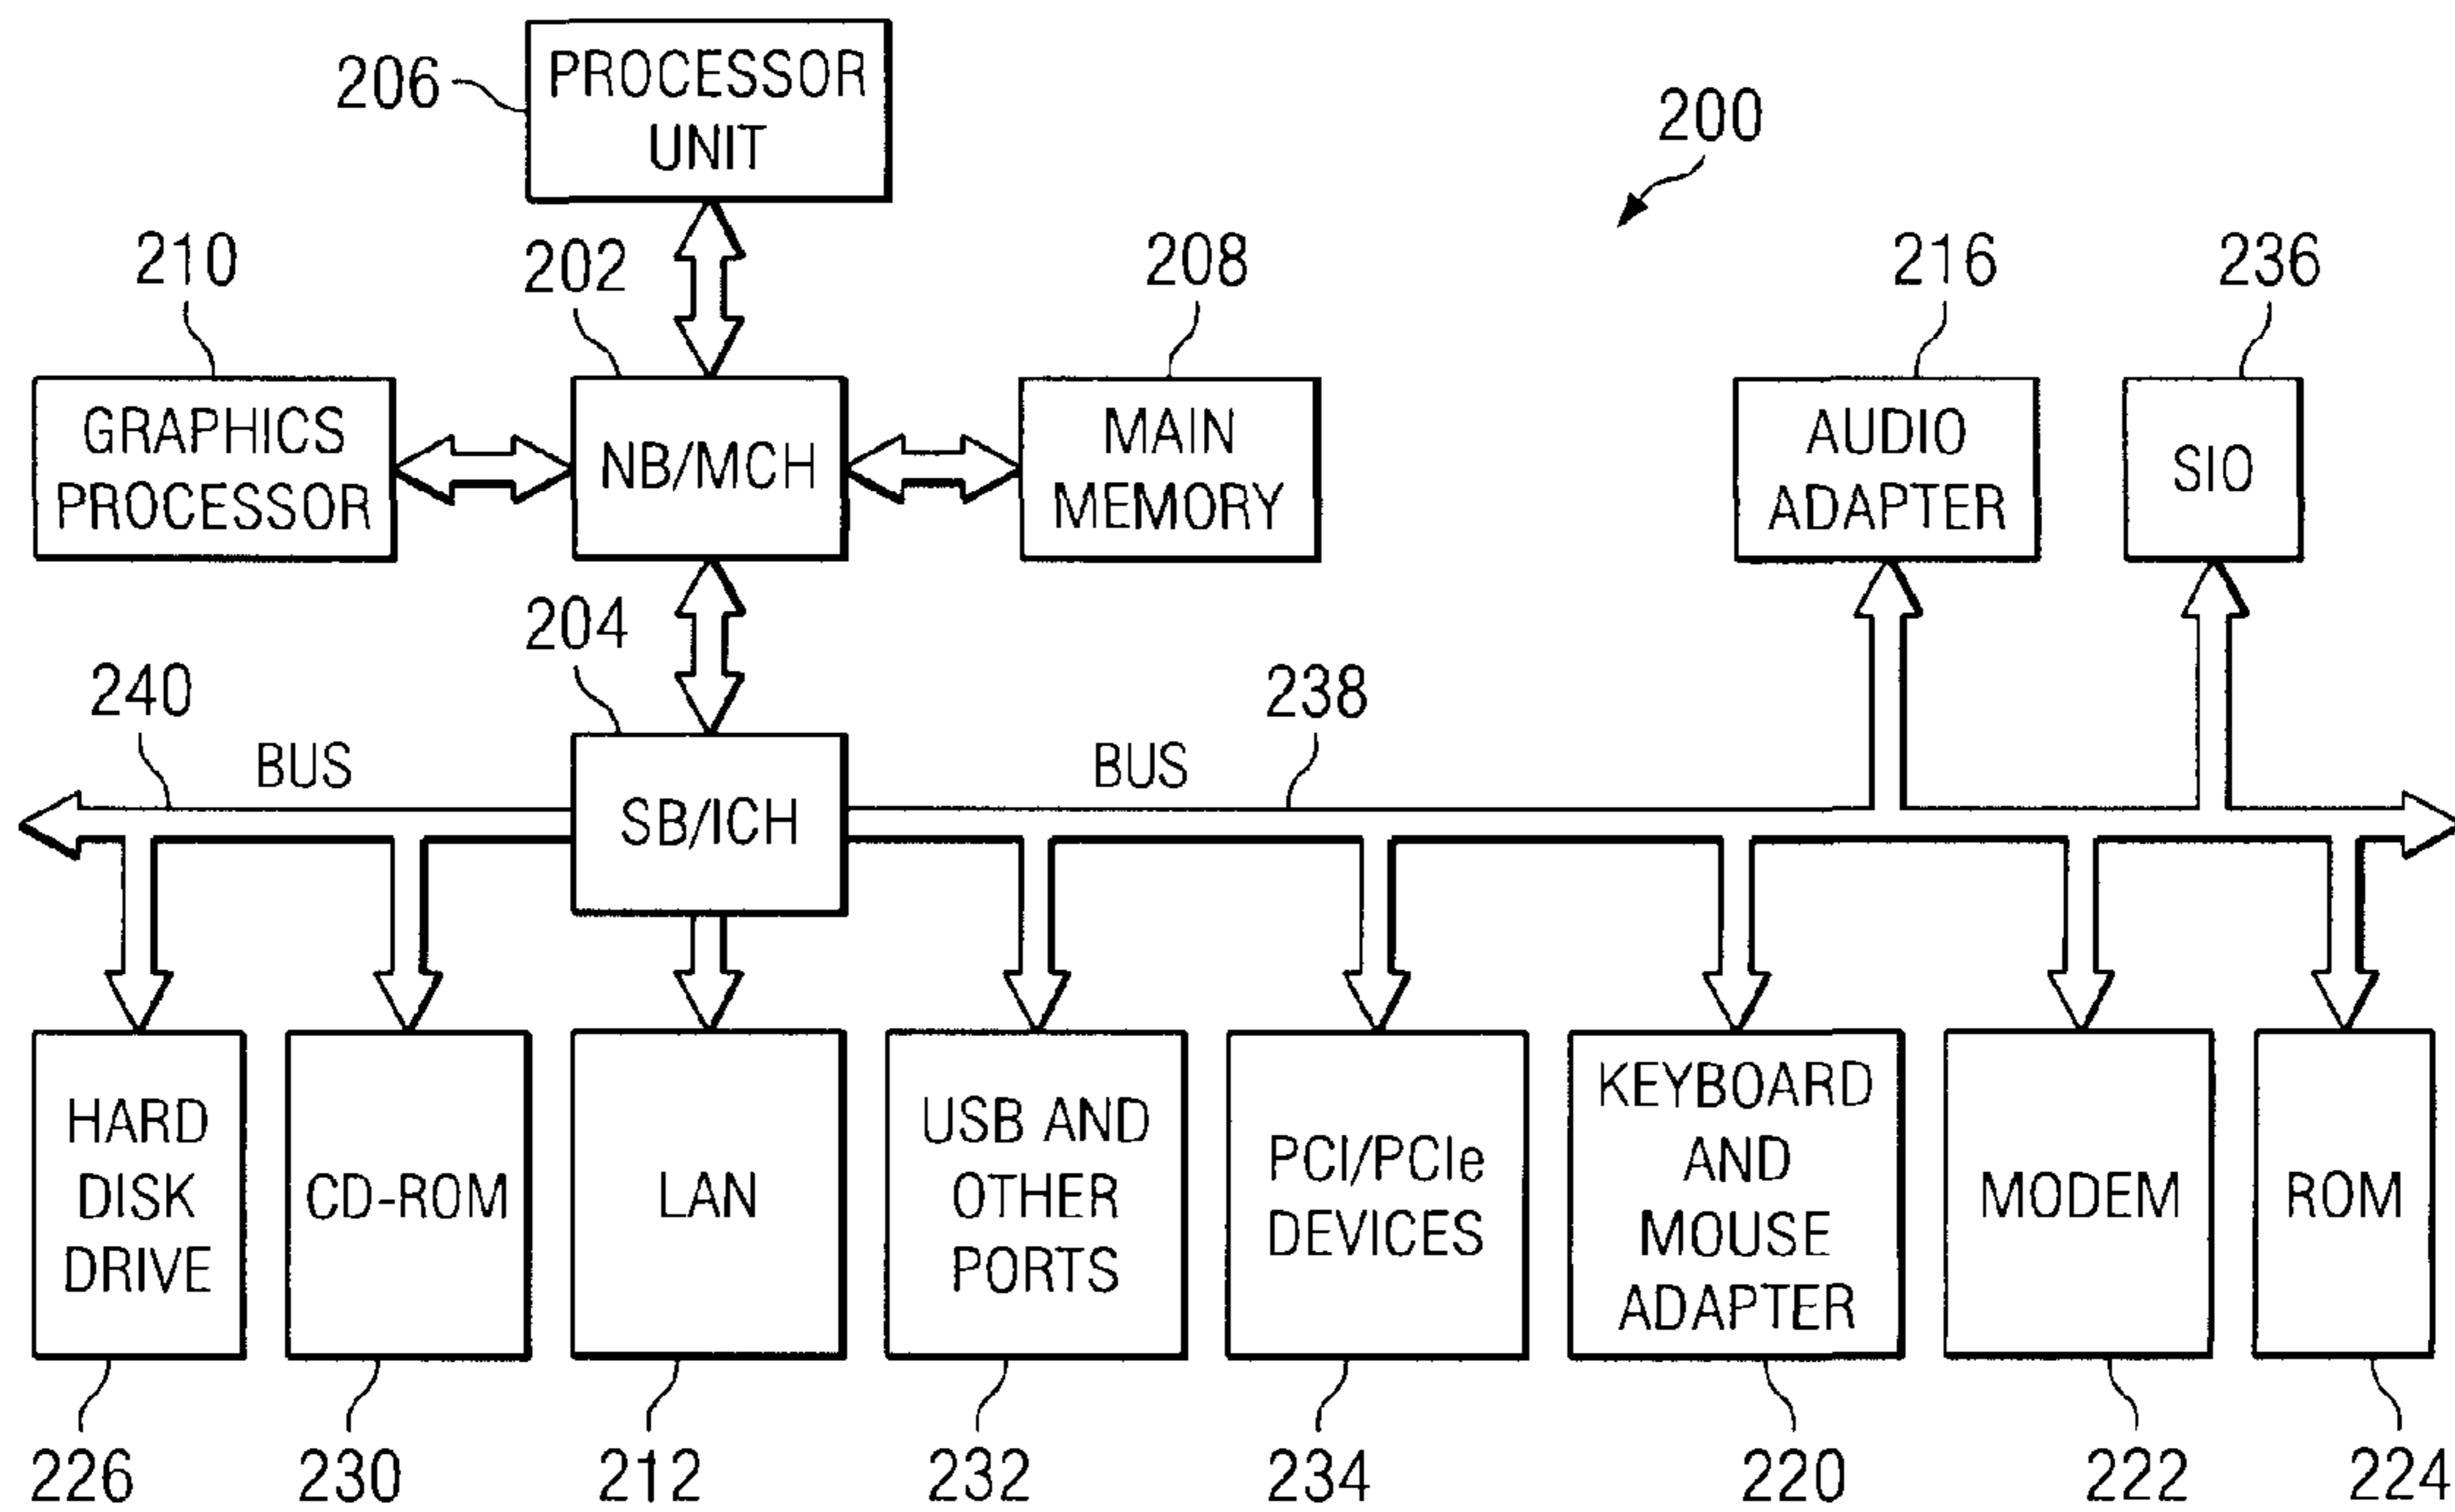 PROCESSOR
UNIT
206
200
210
202
208
216
236
GRAPHICS
PROCESSOR
NB/MCH
MAIN
MEMORY
AUDIO
ADAPTER
SIO
204
240
BUS
238
BUS
SB/ICH
HARD
DISK
DRIVE
CD-ROM
LAN
USB AND
OTHER
PORTS
PCI/PCIe
DEVICES
KEYBOARD
AND
MOUSE
ADAPTER
MODEM
ROM
226
230
212
232
234
220
222
224